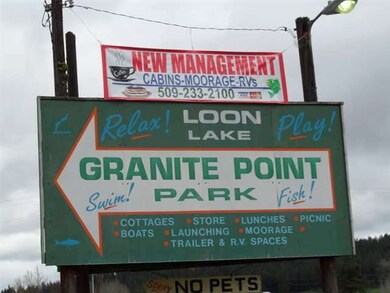 NEW MANAGEMENT
CABINS-MOORAGE-RVs
509-233-2100
Relax! LOON Play!
LAKE
GRANITE POINT
Swim! PARK Fish!
• COTTAGES • STORE • LUNCHES • PICNIC
• BOATS • LAUNCHING • MOORAGE •
• TRAILER & R.V. SPACES
NO PETS